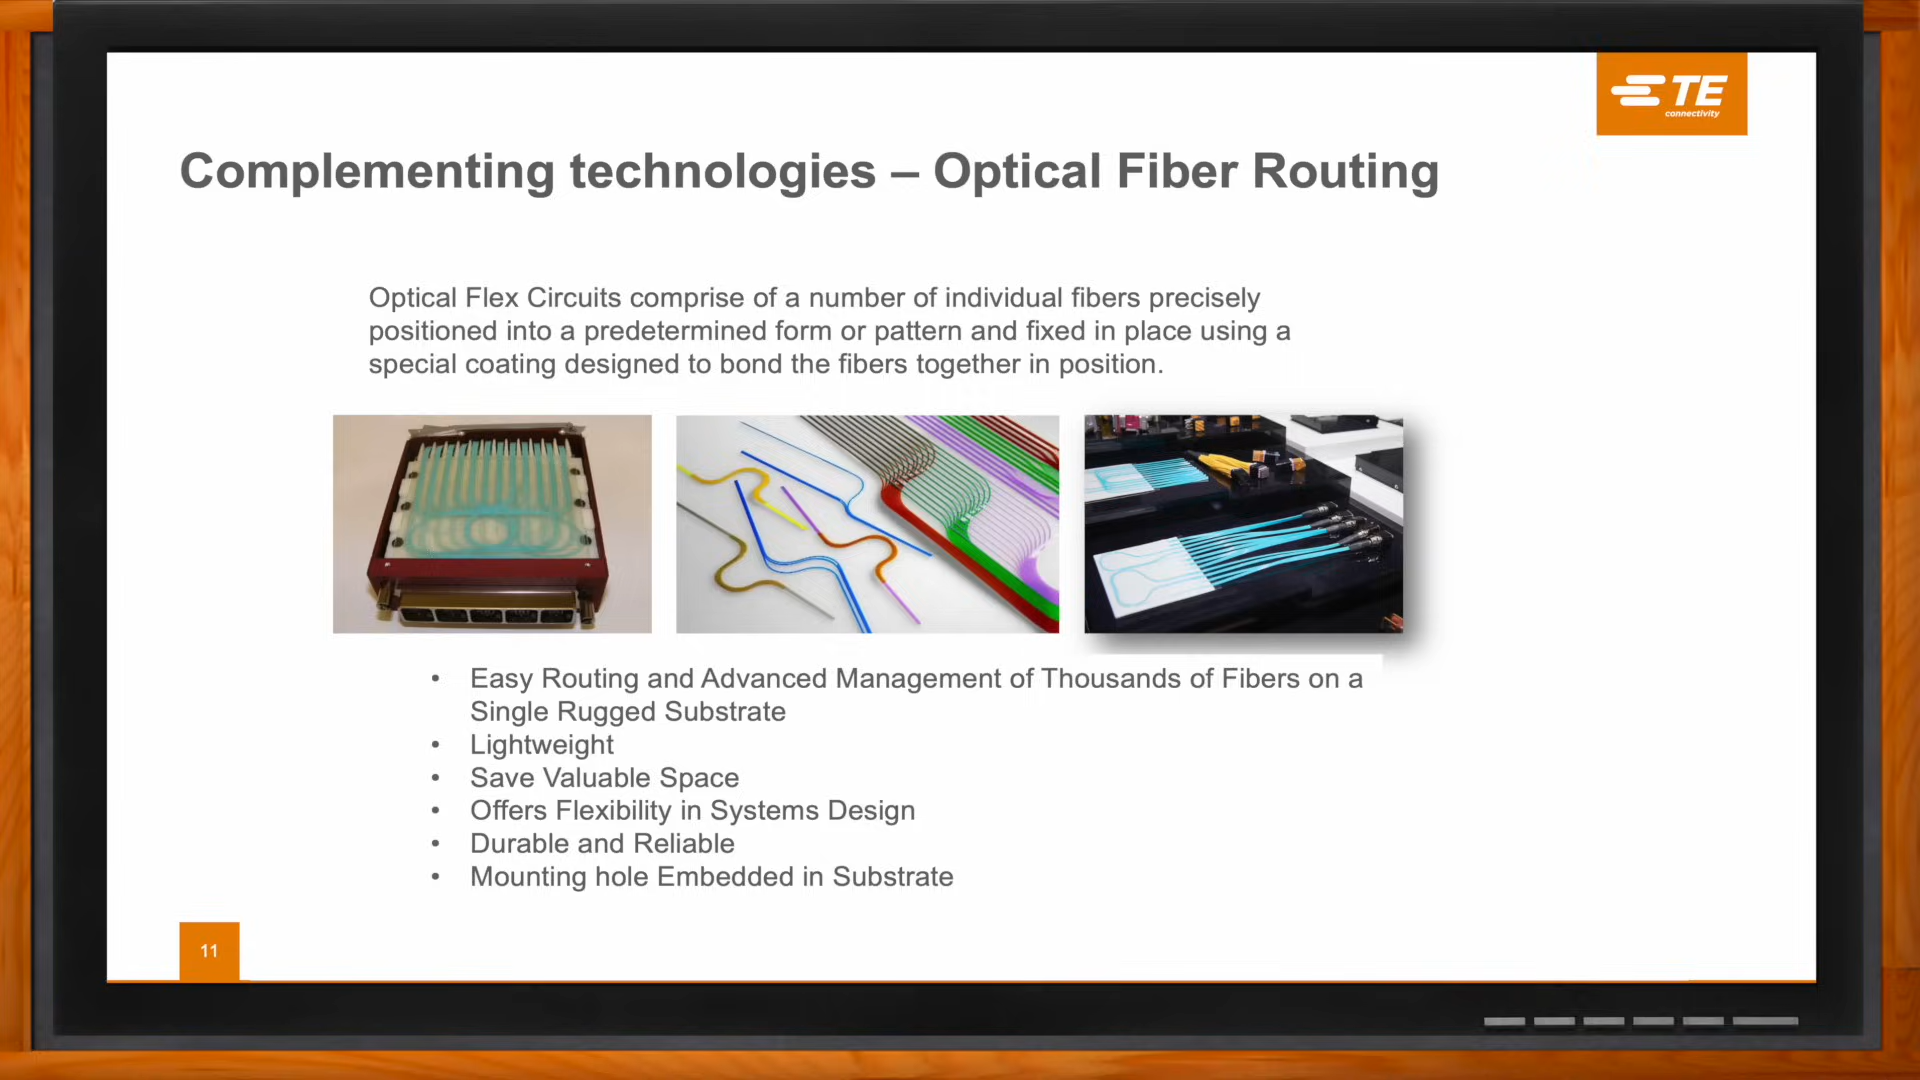 TE
connectivity
Complementing technologies – Optical Fiber Routing
Optical Flex Circuits comprise of a number of individual fibers precisely
positioned into a predetermined form or pattern and fixed in place using a
special coating designed to bond the fibers together in position.
• Easy Routing and Advanced Management of Thousands of Fibers on a
Single Rugged Substrate
• Lightweight
• Save Valuable Space
• Offers Flexibility in Systems Design
• Durable and Reliable
• Mounting hole Embedded in Substrate
11